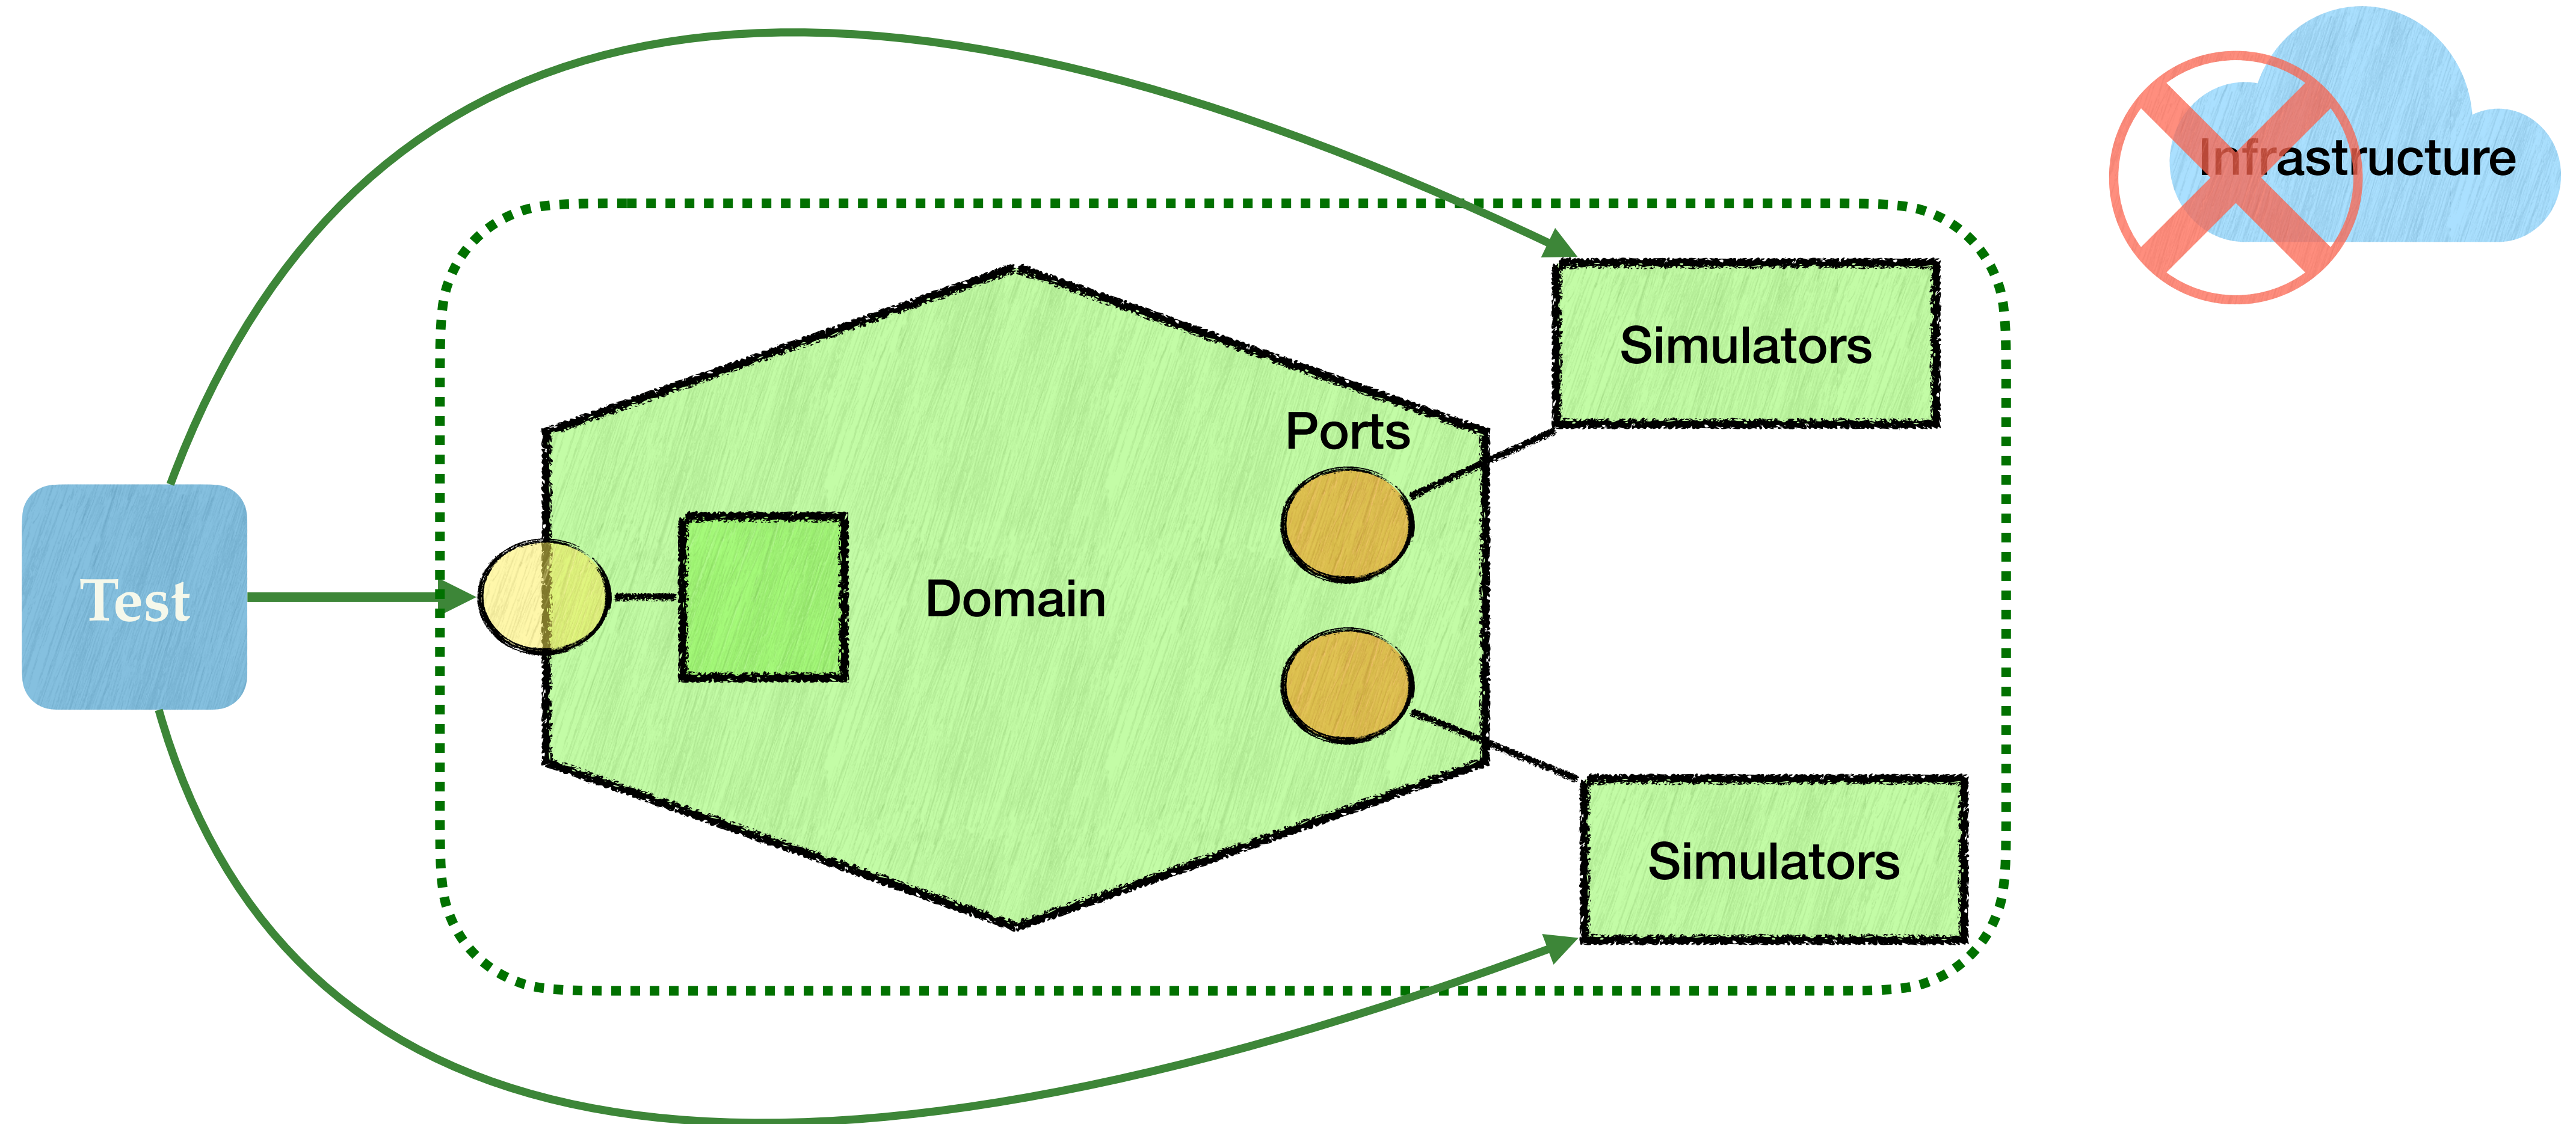 Infrastructure
Simulators
Ports
Test
Domain
Simulators